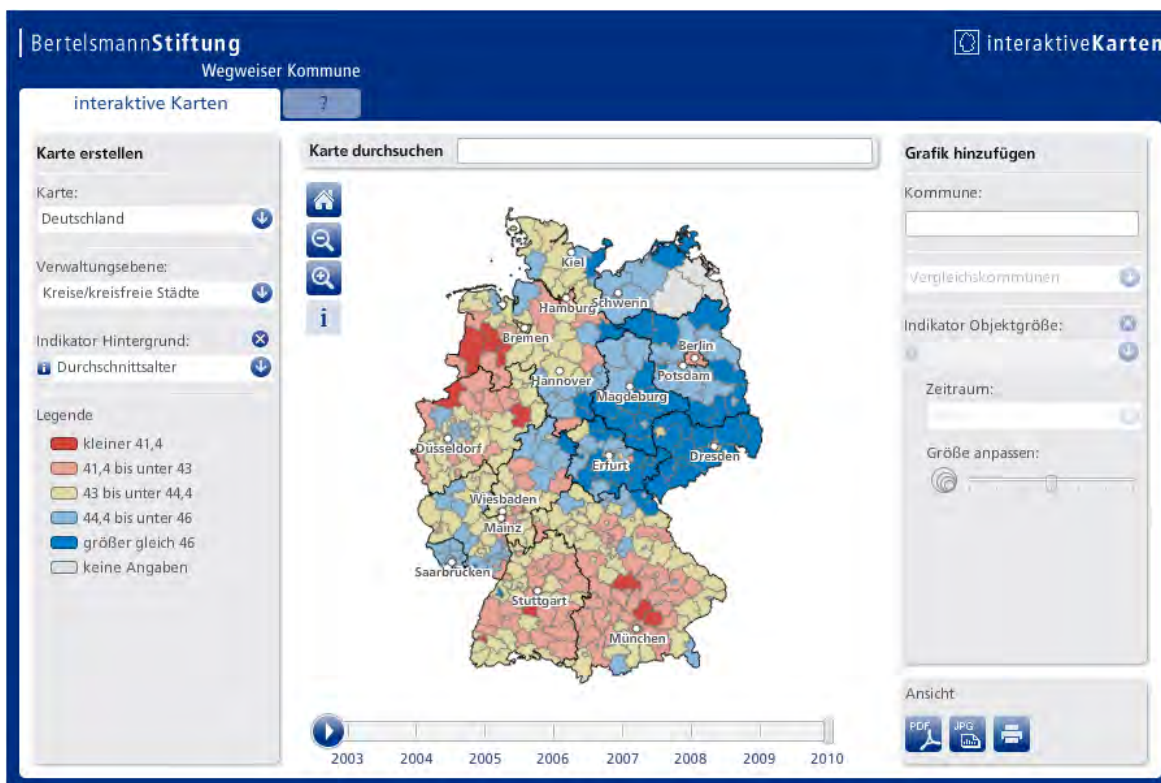 BertelsmannStiftung
Wegweiser Kommune
interaktiveKarten
interaktive Karten
?
Karte erstellen
Karte:
Deutschland
Verwaltungsebene:
Kreise/kreisfreie Städte
Indikator Hintergrund:
i Durchschnittsalter
Legende
kleiner 41,4
41,4 bis unter 43
43 bis unter 44,4
44,4 bis unter 46
größer gleich 46
keine Angaben
Karte durchsuchen
i
Kiel
Hamburg
Schwerin
Bremen
Berlin
Hannover
Potsdam
Magdeburg
Düsseldorf
Erfurt
Dresden
Wiesbaden
Mainz
Saarbrücken
Stuttgart
München
2003 2004 2005 2006 2007 2008 2009 2010
Grafik hinzufügen
Kommune:
Vergleichskommunen
Indikator Objektgröße:
Zeitraum:
Größe anpassen:
Ansicht
PDF
JPG